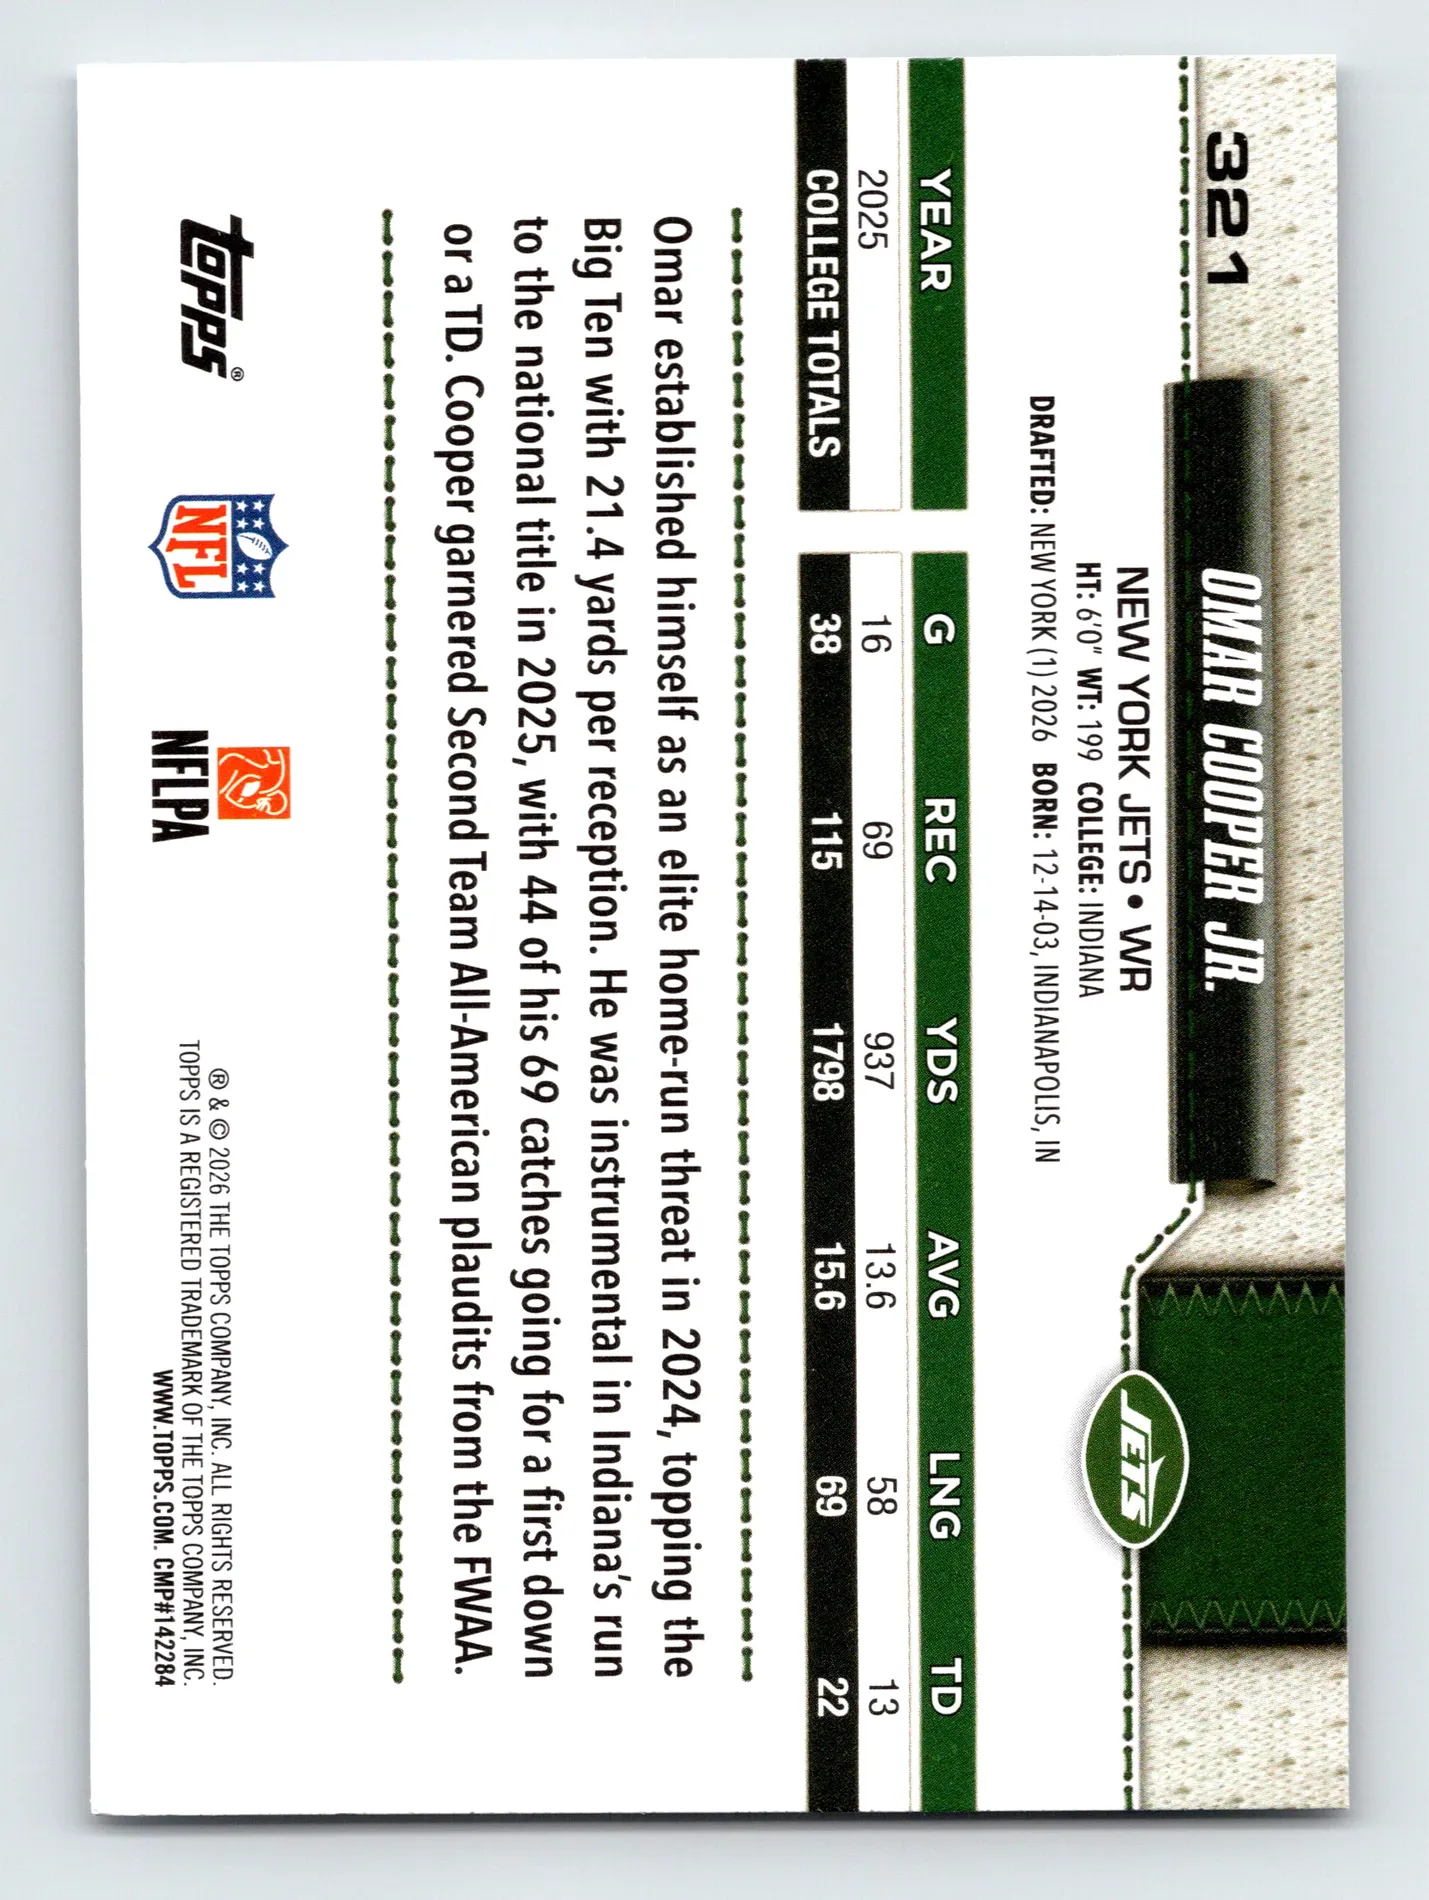 321
OMAR COOPER JR.
NEW YORK JETS • WR
HT: 6'0" WT: 199 COLLEGE: INDIANA
DRAFTED: NEW YORK (1) 2026 BORN: 12-14-03, INDIANAPOLIS, IN
JETS
YEAR G REC YDS AVG LNG TD
2025 16 69 937 13.6 58 13
COLLEGE TOTALS 38 115 1798 15.6 69 22
Omar established himself as an elite home-run threat in 2024, topping the
Big Ten with 21.4 yards per reception. He was instrumental in Indiana's run
to the national title in 2025, with 44 of his 69 catches going for a first down
or a TD. Cooper garnered Second Team All-American plaudits from the FWAA.
topps®
NFL
NFLPA
® & © 2026 THE TOPPS COMPANY, INC. ALL RIGHTS RESERVED.
TOPPS IS A REGISTERED TRADEMARK OF THE TOPPS COMPANY, INC.
WWW.TOPPS.COM. CMP#142284